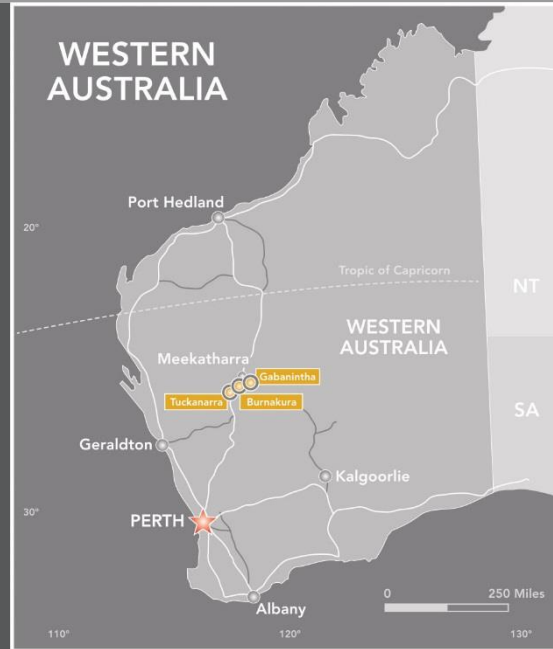 WESTERN
AUSTRALIA
Port Hedland
20°
Tropic of Capricorn
NT
WESTERN
AUSTRALIA
Meekatharra
Gabanintha
Tuckanarra
Burnakura
SA
Geraldton
Kalgoorlie
30°
PERTH
0
250 Miles
Albany
110°
120°
130°